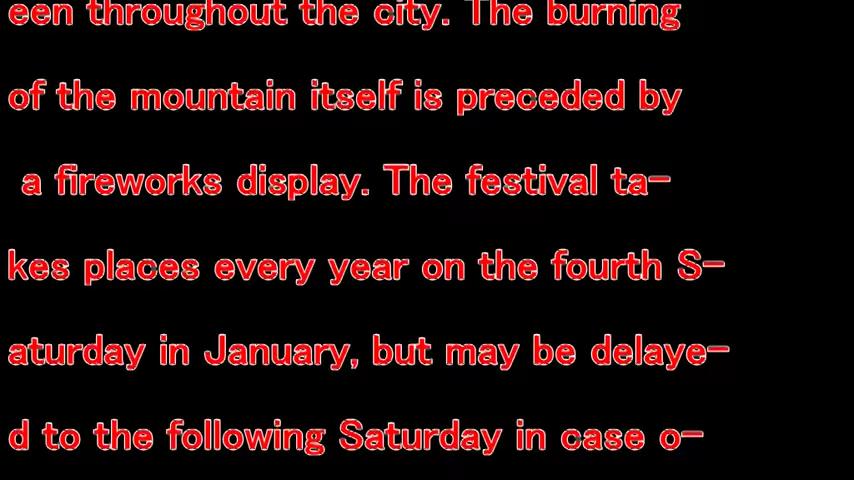 een throughout the city. The burning
of the mountain itself is preceded by
a fireworks display. The festival ta-
kes places every year on the fourth S-
aturday in January, but may be delaye-
d to the following Saturday in case o-